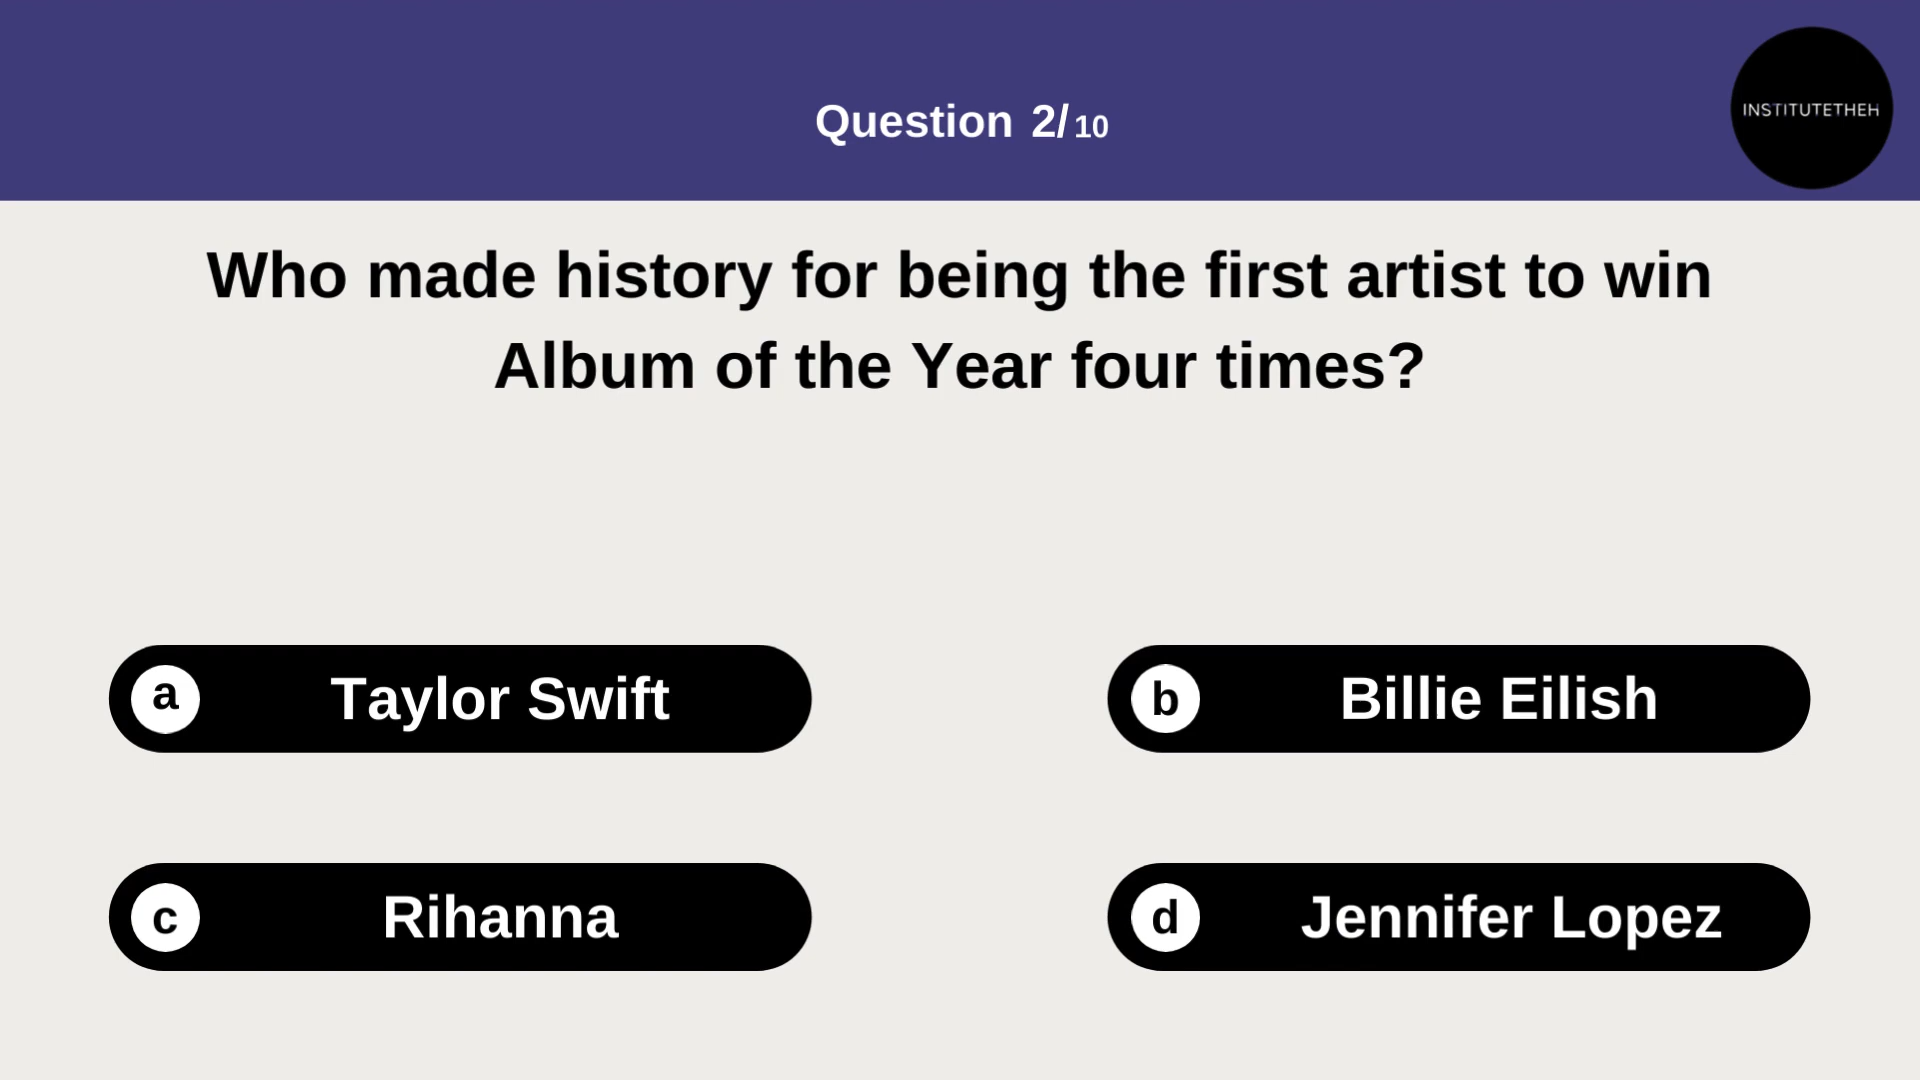 Question 2/10
INSTITUTETHEH
Who made history for being the first artist to win
Album of the Year four times?
a Taylor Swift
b Billie Eilish
c Rihanna
d Jennifer Lopez